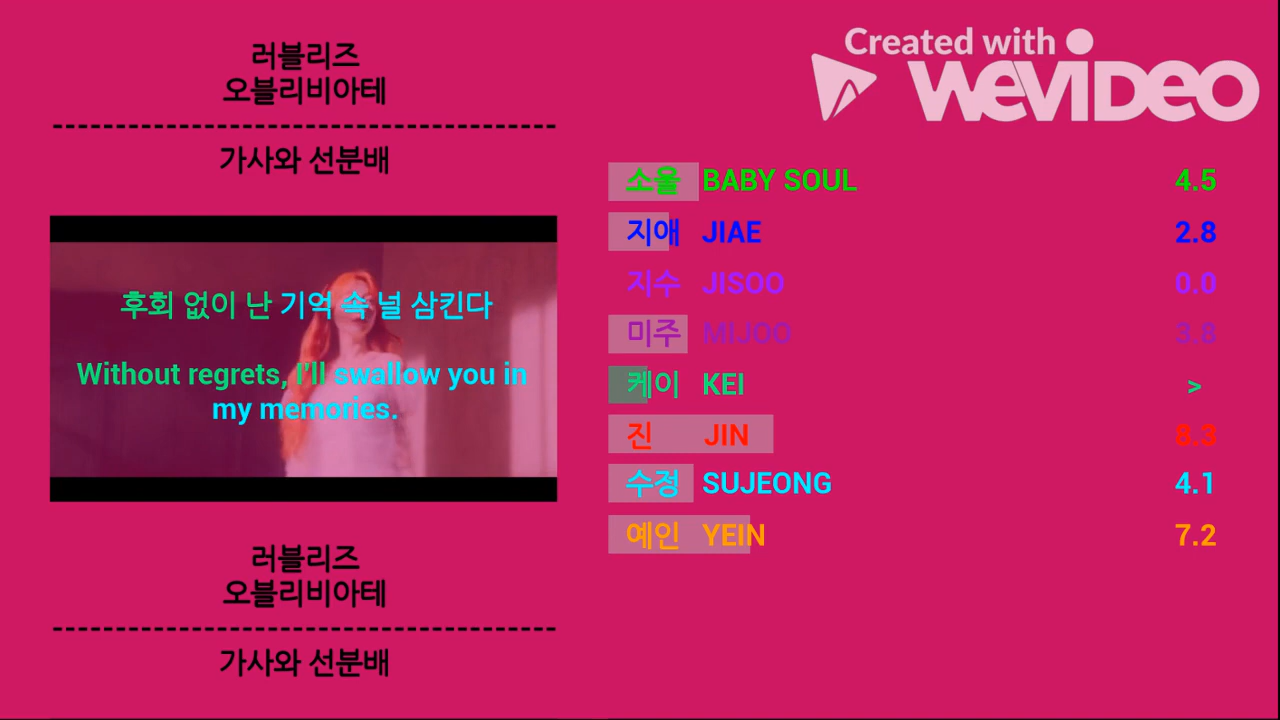 러블리즈
오블리비아테
가사와 선분배
후회 없이 난 기억 속 널 삼킨다
Without regrets, I'll swallow you in
my memories.
러블리즈
오블리비아테
가사와 선분배
Created with
WEVIDEO
소울 BABY SOUL 4.5
지애 JIAE 2.8
지수 JISOO 0.0
미주 MIJOO 3.8
케이 KEI >
진 JIN 8.3
수정 SUJEONG 4.1
예인 YEIN 7.2